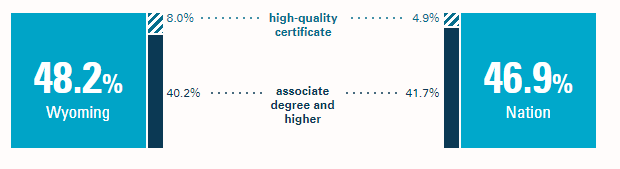 8.0% high-quality 4.9%
certificate
48.2% 46.9%
40.2% associate 41.7%
Wyoming degree and Nation
higher